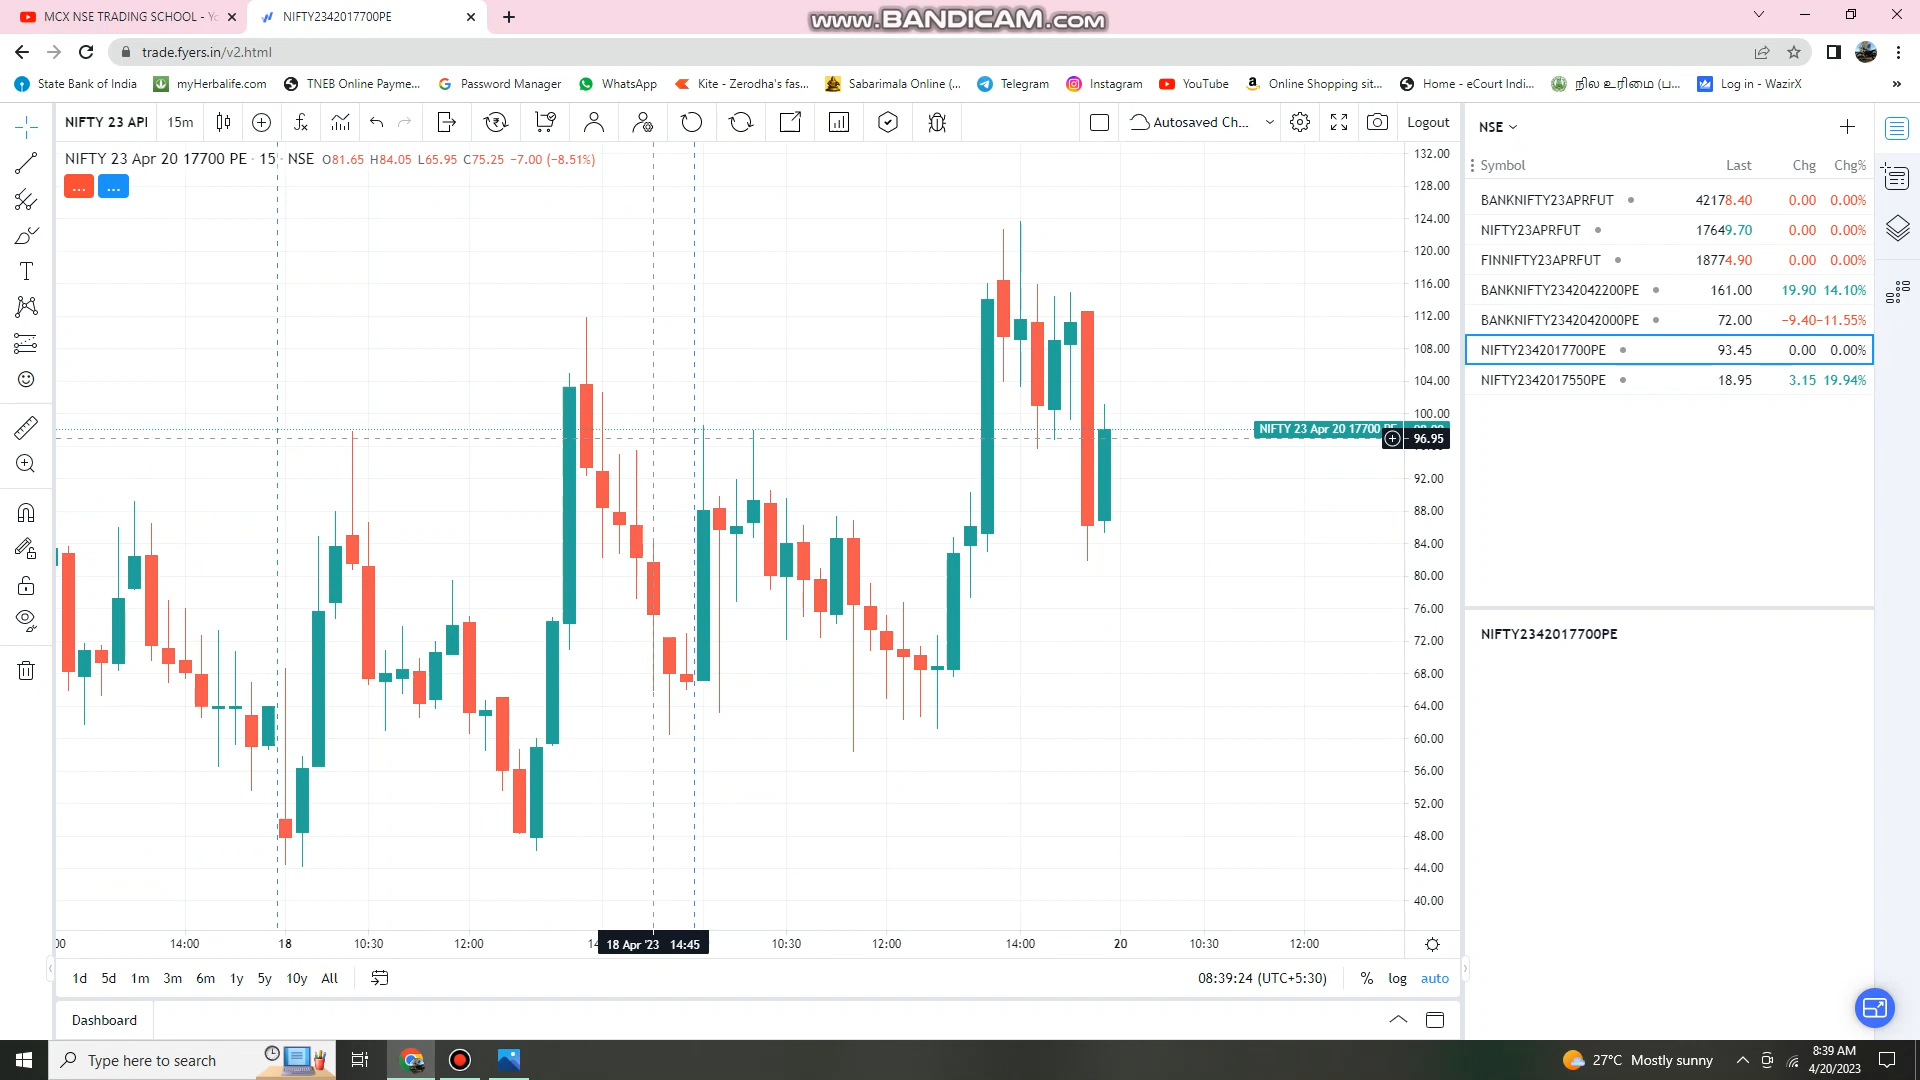 MCX NSE TRADING SCHOOL - Yo
NIFTY2342017700PE
www.BANDICAM.com
trade.fyers.in/v2.html
State Bank of India
myHerbalife.com
TNEB Online Payme...
Password Manager
WhatsApp
Kite - Zerodha's fas...
Sabarimala Online (...
Telegram
Instagram
YouTube
Online Shopping sit...
Home - eCourt Indi...
நில உரிமை (ப...
Log in - WazirX
»
NIFTY 23 API
15m
Autosaved Ch...
Logout
NIFTY 23 Apr 20 17700 PE · 15 · NSE O81.65 H84.05 L65.95 C75.25 −7.00 (−8.51%)
...
...
132.00
128.00
124.00
120.00
116.00
112.00
108.00
104.00
100.00
NIFTY 23 Apr 20 17700
96.95
92.00
88.00
84.00
80.00
76.00
72.00
68.00
64.00
60.00
56.00
52.00
48.00
44.00
40.00
14:00
18
10:30
12:00
18 Apr '23 14:45
10:30
12:00
14:00
20
10:30
12:00
1d 5d 1m 3m 6m 1y 5y 10y All
08:39:24 (UTC+5:30)
% log auto
Dashboard
NSE
Symbol Last Chg Chg%
BANKNIFTY23APRFUT 42178.40 0.00 0.00%
NIFTY23APRFUT 17649.70 0.00 0.00%
FINNIFTY23APRFUT 18774.90 0.00 0.00%
BANKNIFTY2342042200PE 161.00 19.90 14.10%
BANKNIFTY2342042000PE 72.00 −9.40 −11.55%
NIFTY2342017700PE 93.45 0.00 0.00%
NIFTY2342017550PE 18.95 3.15 19.94%
NIFTY2342017700PE
Type here to search
27°C Mostly sunny
8:39 AM
4/20/2023